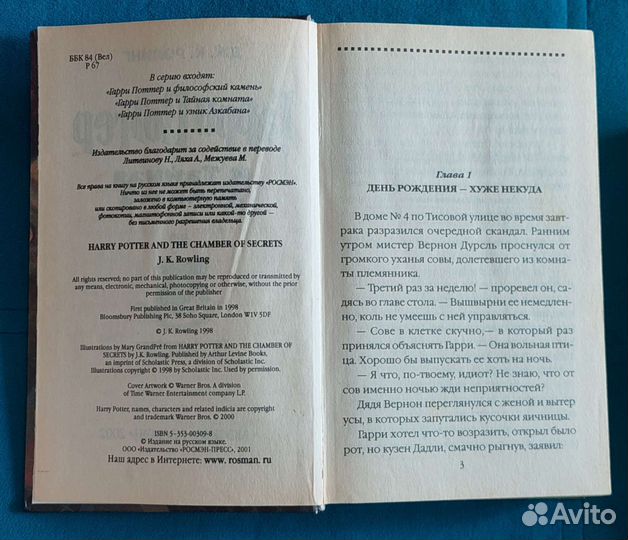 ББК 84 (Вел)
Р 67
В серию входят:
«Гарри Поттер и философский камень»
«Гарри Поттер и Тайная комната»
«Гарри Поттер и узник Азкабана»
Издательство благодарит за содействие в переводе
Литвинову Н., Ляха А., Межуева М.
Все права на книгу на русском языке принадлежат издательству «РОСМЭН».
Ничто из нее не может быть перепечатано,
заложено в компьютерную память
или скопировано в любой форме – электронной, механической,
фотокопии, магнитофонной записи или какой-то другой —
без письменного разрешения владельца.
HARRY POTTER AND THE CHAMBER OF SECRETS
J. K. Rowling
All rights reserved; no part of this publication may be reproduced or transmitted by
any means, electronic, mechanical, photocopying or otherwise, without the prior
permission of the publisher
First published in Great Britain in 1998
Bloomsbury Publishing Plc, 38 Soho Square, London W1V 5DF
© J. K. Rowling 1998
Illustrations by Mary GrandPré from HARRY POTTER AND THE CHAMBER OF
SECRETS by J.K. Rowling. Published by Arthur Levine Books,
an imprint of Scholastic Press, a division of Scholastic Inc.
Illustrations copyright © 1998 by Scholastic Inc. Used by permission.
Cover Artwork © Warner Bros. A division
of Time Warner Entertainment company L.P.
Harry Potter, names, characters and related indicia are copyright
and trademark Warner Bros. © 2000
ISBN 5-353-00309-8
© Издание на русском языке.
ООО «Издательство «РОСМЭН-ПРЕСС», 2001
Наш адрес в Интернете: www. rosman. ru
Глава 1
ДЕНЬ РОЖДЕНИЯ — ХУЖЕ НЕКУДА
В доме № 4 по Тисовой улице во время завт-
рака разразился очередной скандал. Ранним
утром мистер Вернон Дурсль проснулся от
громкого уханья совы, долетевшего из комна-
ты племянника.
— Третий раз за неделю! — проревел он, са-
дясь во главе стола. — Вышвырни ее немедлен-
но, коль не умеешь с ней управляться.
— Сове в клетке скучно,— в который раз
принялся объяснять Гарри. — Она вольная пти-
ца. Хорошо бы выпускать ее хоть на ночь.
— Я что, по-твоему, идиот? Не знаю, что от
сов именно ночью жди неприятностей?
Дядя Вернон переглянулся с женой и вытер
усы, в которых запутались кусочки яичницы.
Гарри хотел что-то возразить, открыл было
рот, но кузен Дадли, смачно рыгнув, заявил:
3
Avito